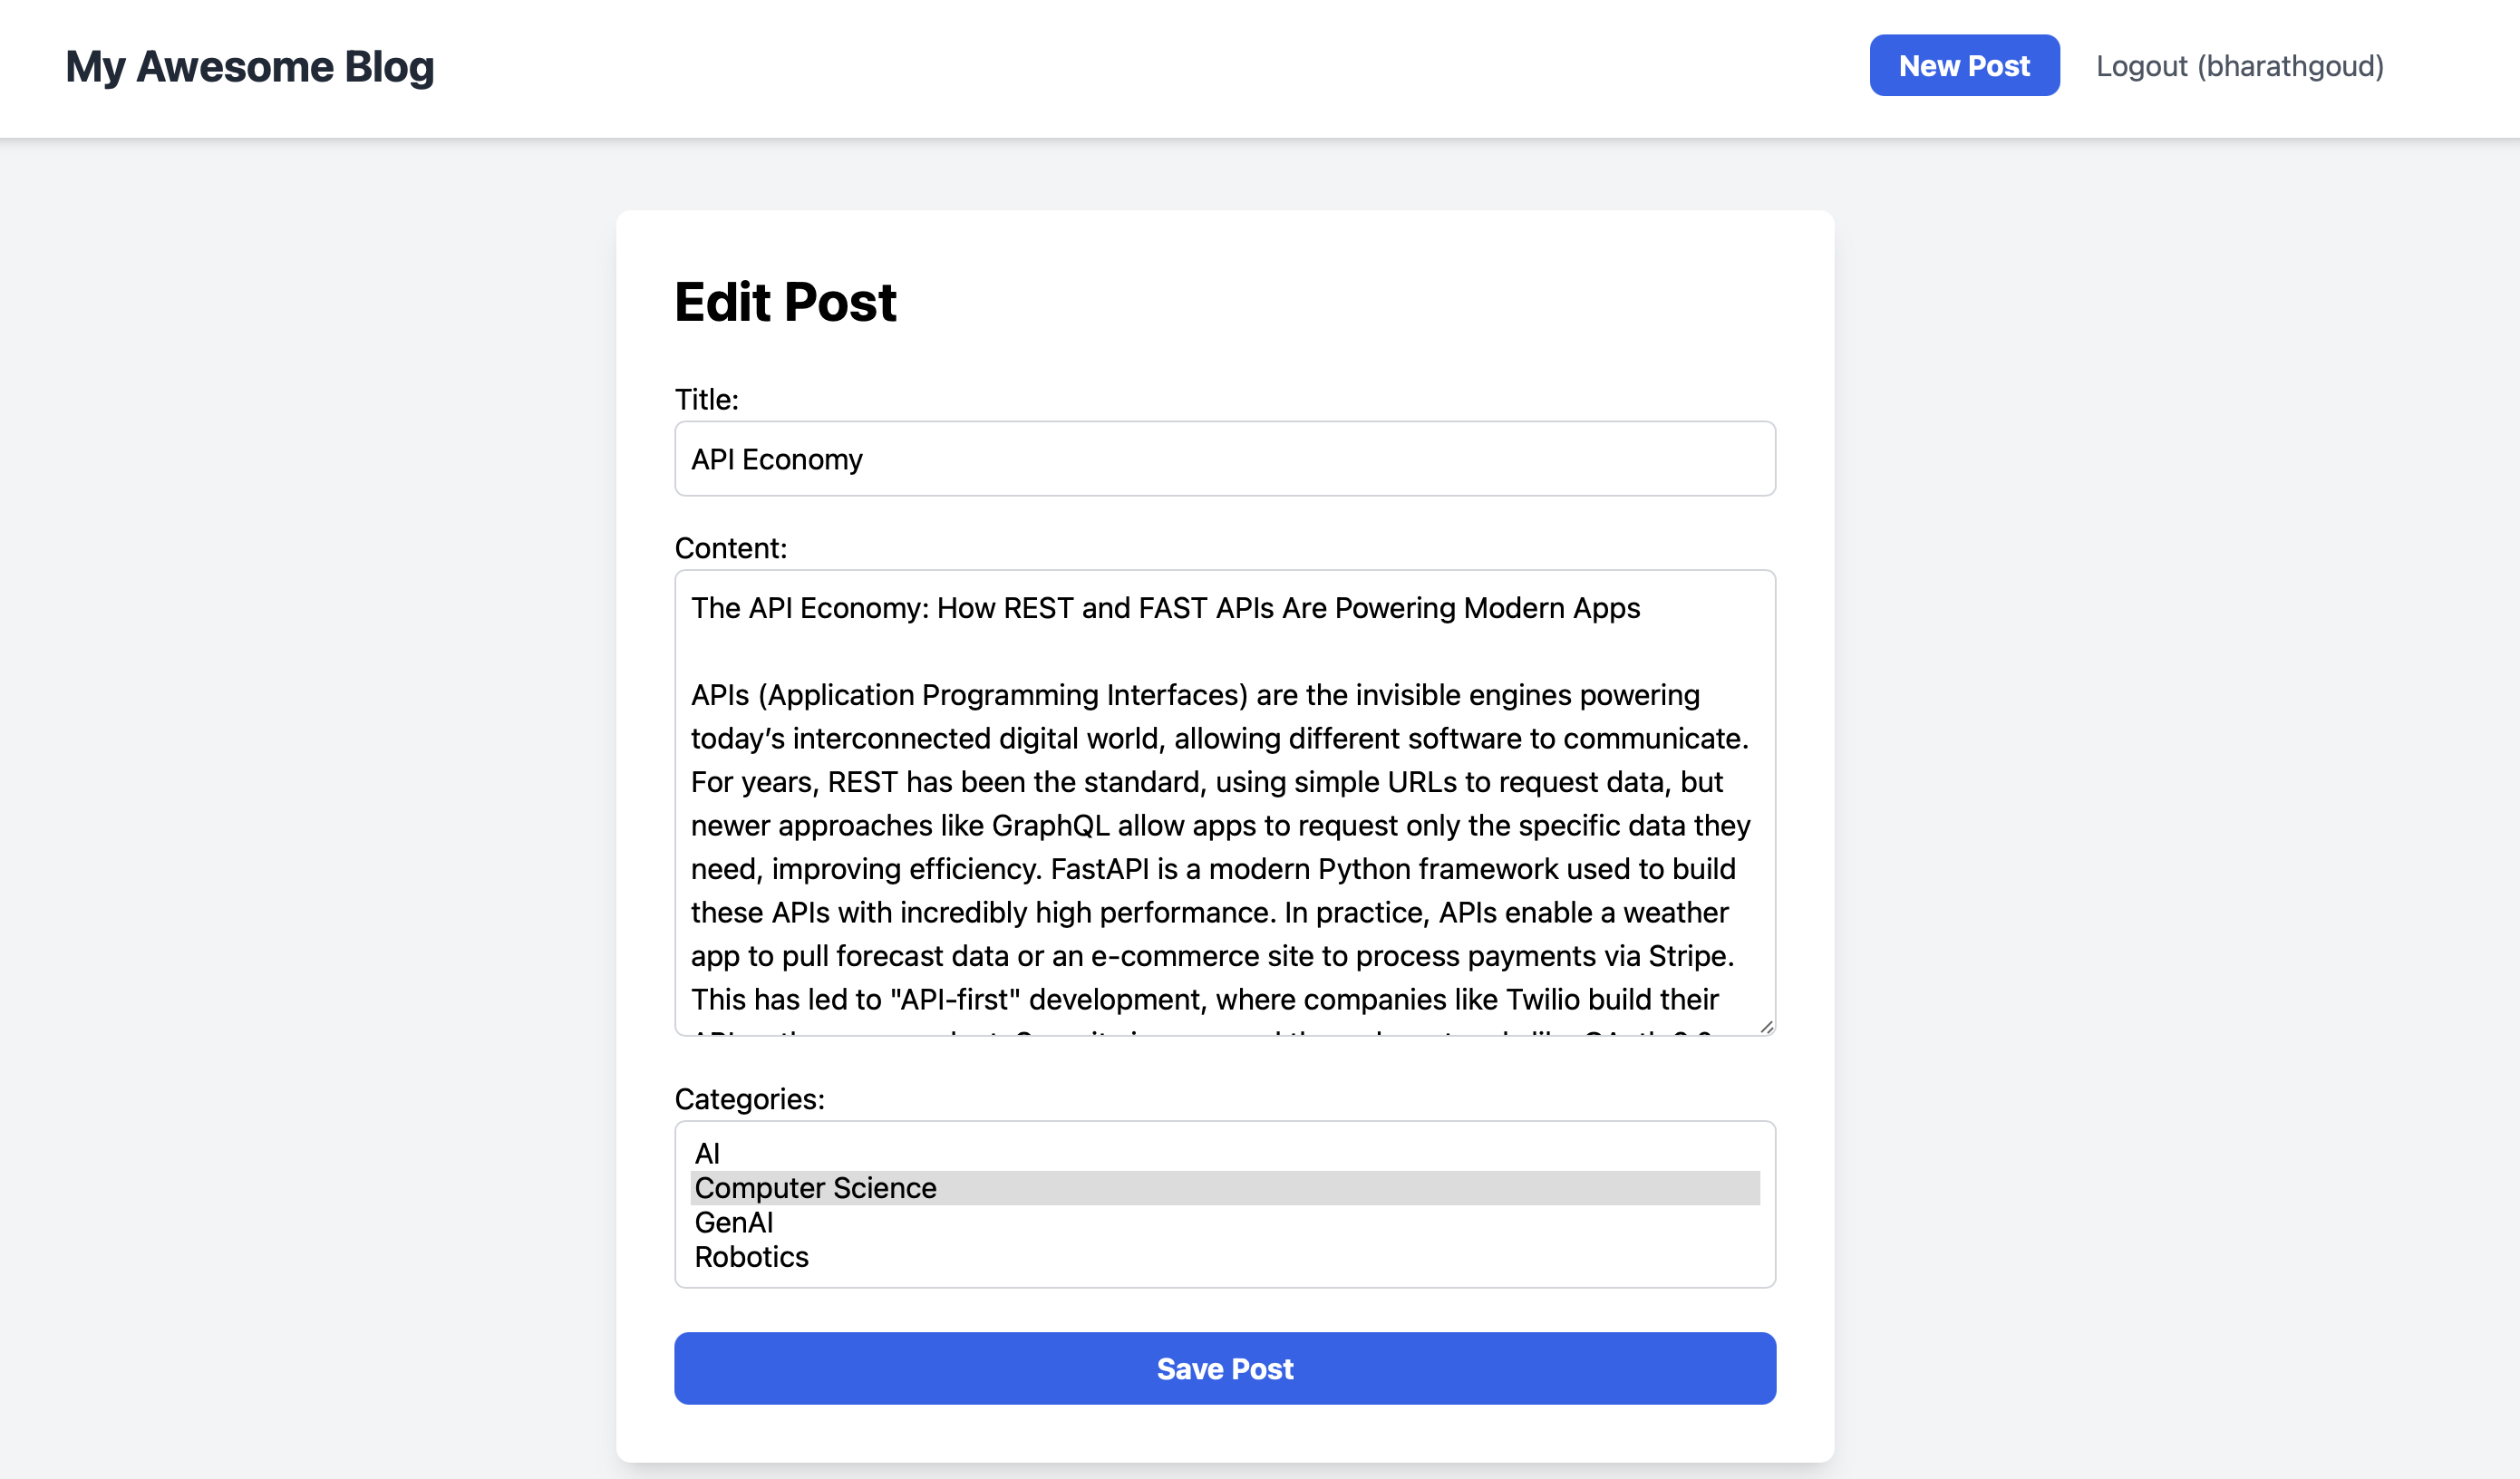 My Awesome Blog
New Post
Logout (bharathgoud)
Edit Post
Title:
API Economy
Content:
The API Economy: How REST and FAST APIs Are Powering Modern Apps
APIs (Application Programming Interfaces) are the invisible engines powering
today’s interconnected digital world, allowing different software to communicate.
For years, REST has been the standard, using simple URLs to request data, but
newer approaches like GraphQL allow apps to request only the specific data they
need, improving efficiency. FastAPI is a modern Python framework used to build
these APIs with incredibly high performance. In practice, APIs enable a weather
app to pull forecast data or an e-commerce site to process payments via Stripe.
This has led to "API-first" development, where companies like Twilio build their
Categories:
AI
Computer Science
GenAI
Robotics
Save Post